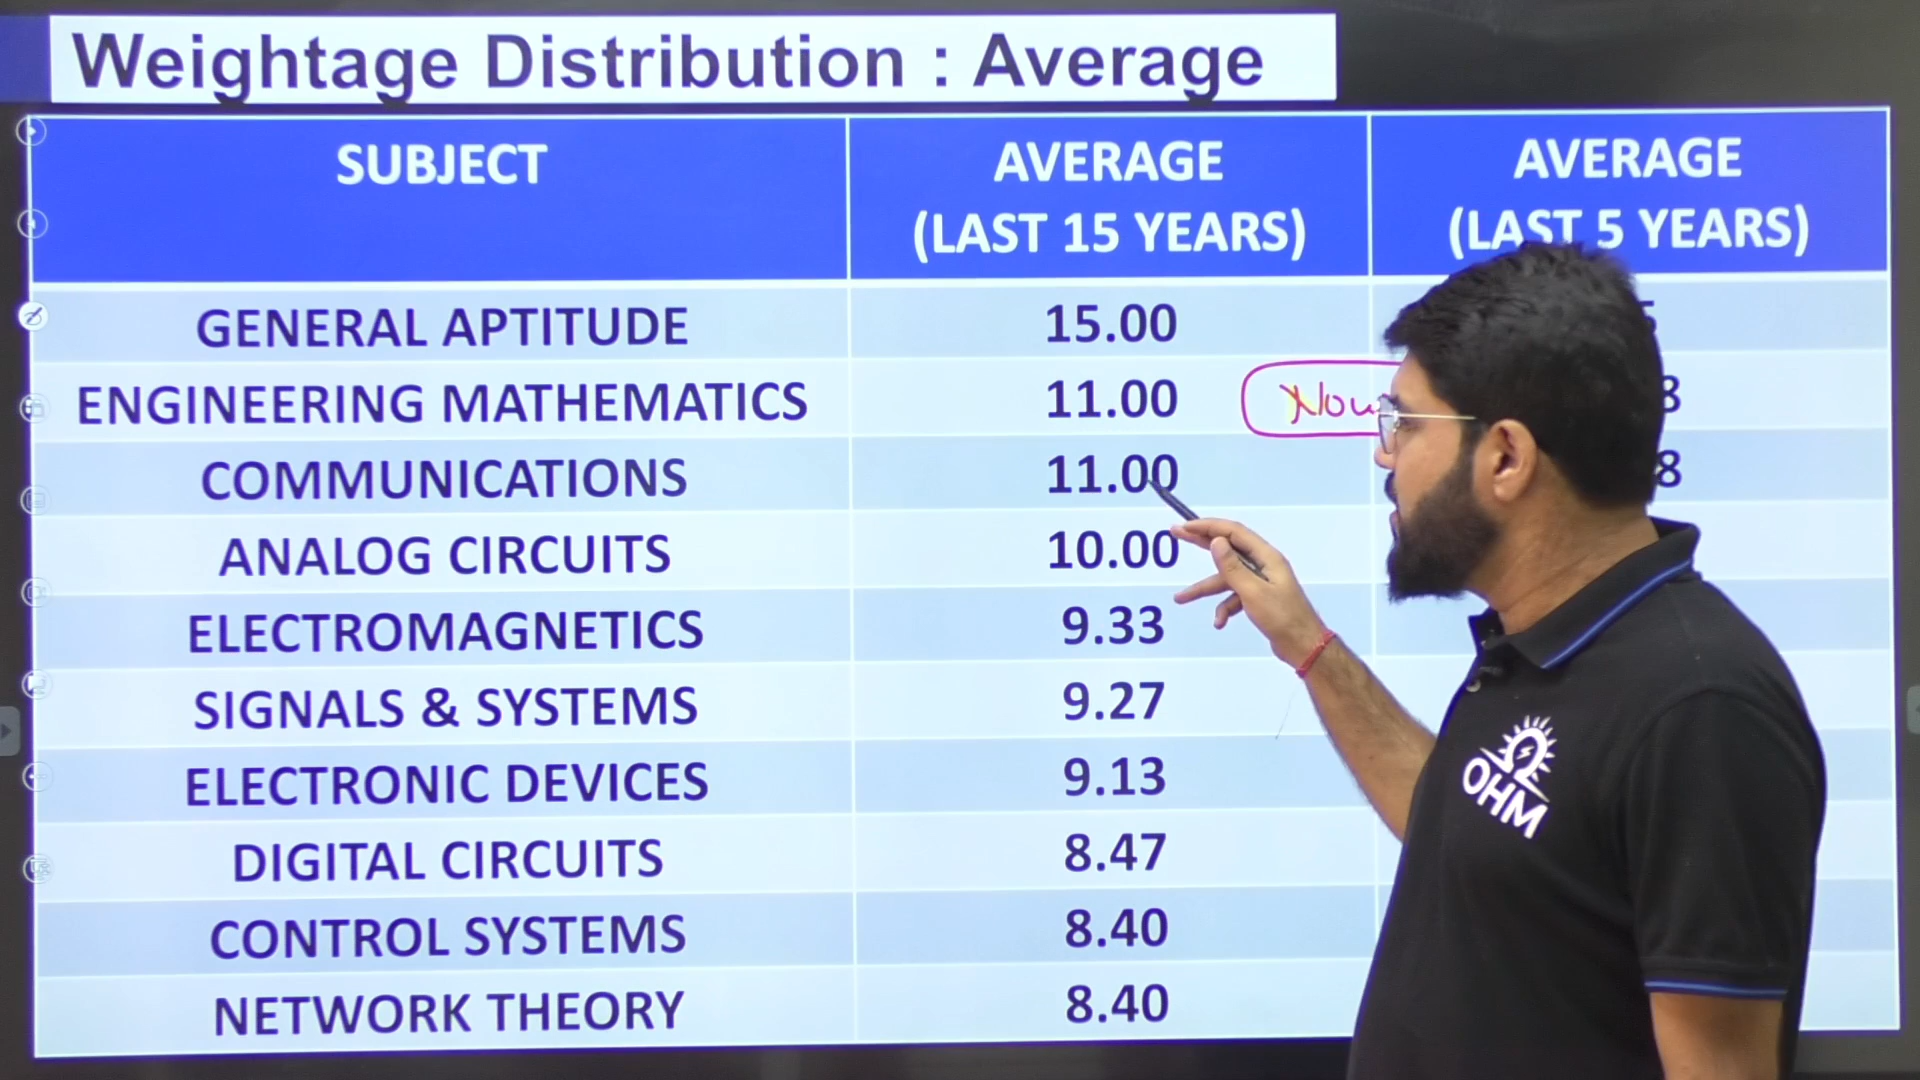 Weightage Distribution : Average
SUBJECT
AVERAGE
(LAST 15 YEARS)
AVERAGE
(LAST 5 YEARS)
GENERAL APTITUDE
15.00
ENGINEERING MATHEMATICS
11.00
COMMUNICATIONS
11.00
8
ANALOG CIRCUITS
10.00
ELECTROMAGNETICS
9.33
SIGNALS & SYSTEMS
9.27
ELECTRONIC DEVICES
9.13
DIGITAL CIRCUITS
8.47
CONTROL SYSTEMS
8.40
NETWORK THEORY
8.40
OHM